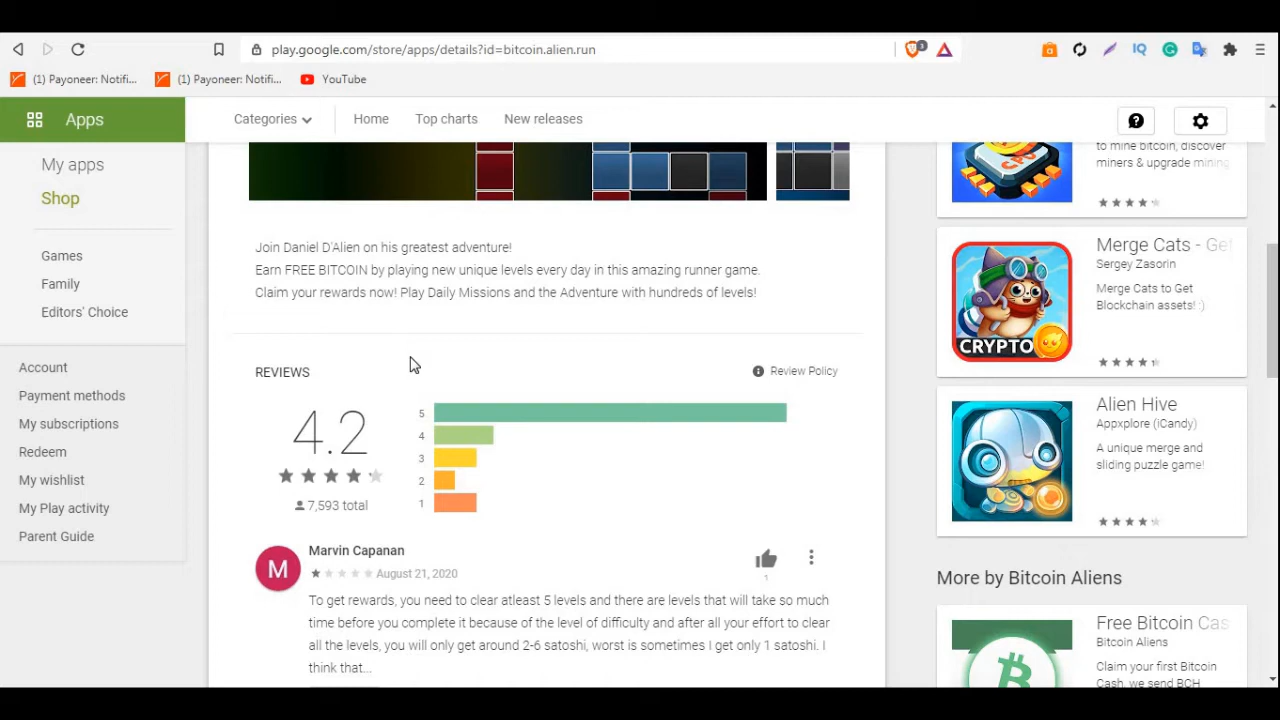 play.google.com/store/apps/details?id=bitcoin.alien.run
3
IQ
(1) Payoneer: Notifi...
(1) Payoneer: Notifi...
YouTube
Apps
Categories
Home
Top charts
New releases
My apps
Shop
Games
Family
Editors' Choice
Account
Payment methods
My subscriptions
Redeem
My wishlist
My Play activity
Parent Guide
Join Daniel D'Alien on his greatest adventure!
Earn FREE BITCOIN by playing new unique levels every day in this amazing runner game.
Claim your rewards now! Play Daily Missions and the Adventure with hundreds of levels!
REVIEWS
Review Policy
4.2
7,593 total
5
4
3
2
1
M
Marvin Capanan
August 21, 2020
1
To get rewards, you need to clear atleast 5 levels and there are levels that will take so much
time before you complete it because of the level of difficulty and after all your effort to clear
all the levels, you will only get around 2-6 satoshi, worst is sometimes I get only 1 satoshi. I
think that...
to mine bitcoin, discover
miners & upgrade mining
CRYPTO
Merge Cats - Get
Sergey Zasorin
Merge Cats to Get
Blockchain assets! :)
Alien Hive
Appxplore (iCandy)
A unique merge and
sliding puzzle game!
More by Bitcoin Aliens
Free Bitcoin Cas
Bitcoin Aliens
Claim your first Bitcoin
Cash, we send BCH